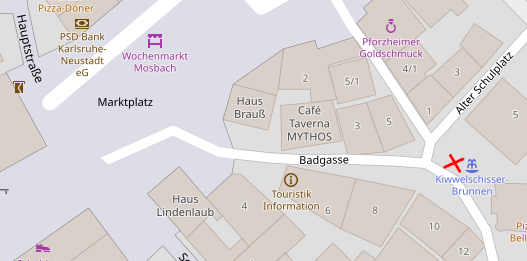 Pizza-Döner
Hauptstraße
PSD Bank
Karlsruhe-
Neustadt
eG
Wochenmarkt
Mosbach
Marktplatz
Pforzheimer
Goldschmuck
4/1
3
Alter Schulplatz
2
5/1
1
Haus
Brauß
Café
Taverna
MYTHOS
3
5
Badgasse
Kiwwelschisser-
Brunnen
Touristik
Information
Haus
Lindenlaub
4
6
8
10
12